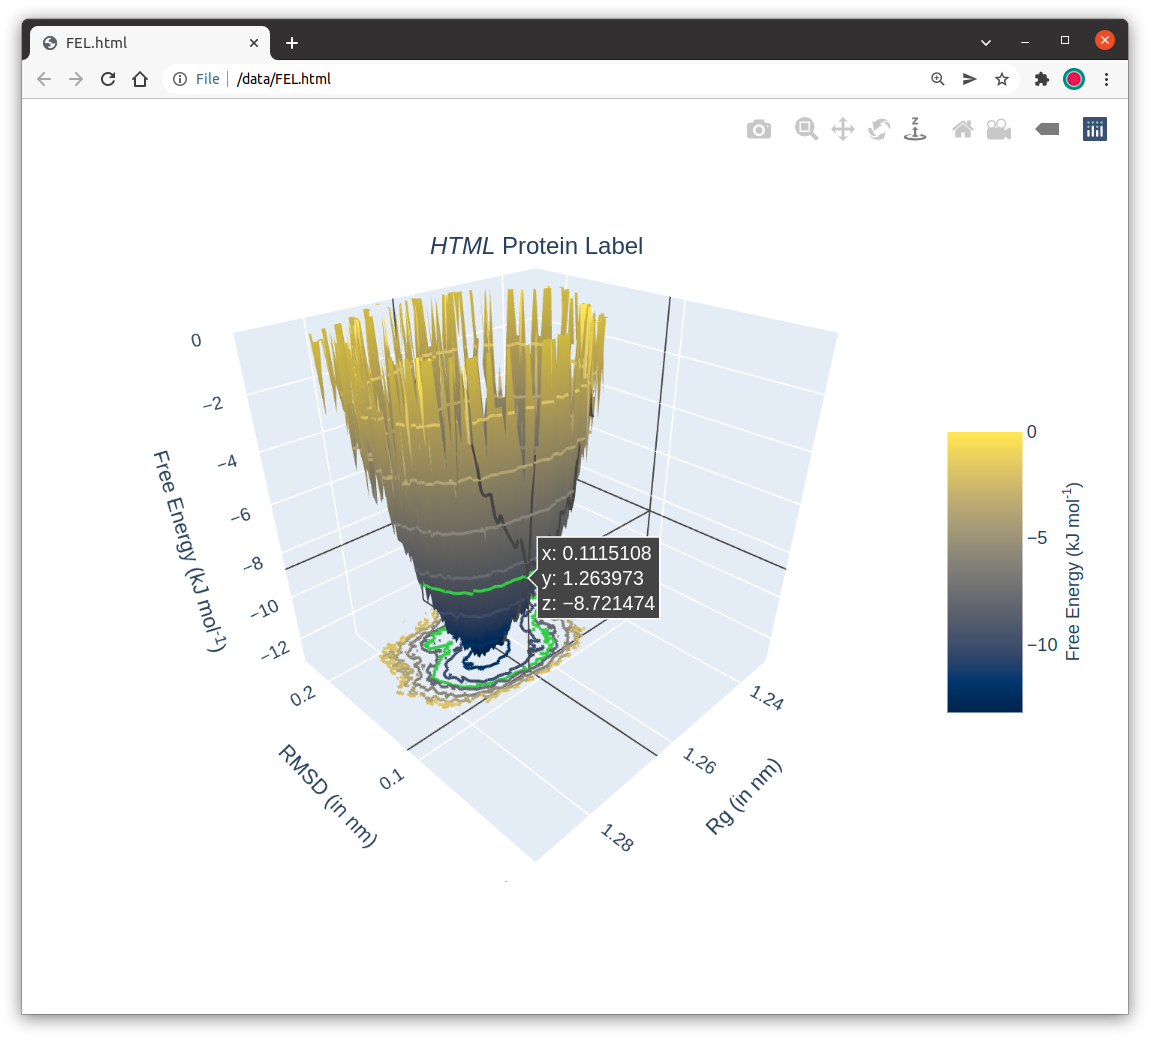 FEL.html
File
/data/FEL.html
Z
HTML Protein Label
0
−2
−4
−6
−8
−10
−12
Free Energy (kJ mol-1)
0.2
0.1
RMSD (in nm)
1.24
1.26
1.28
Rg (in nm)
x: 0.1115108
y: 1.263973
z: −8.721474
0
−5
−10
Free Energy (kJ mol-1)